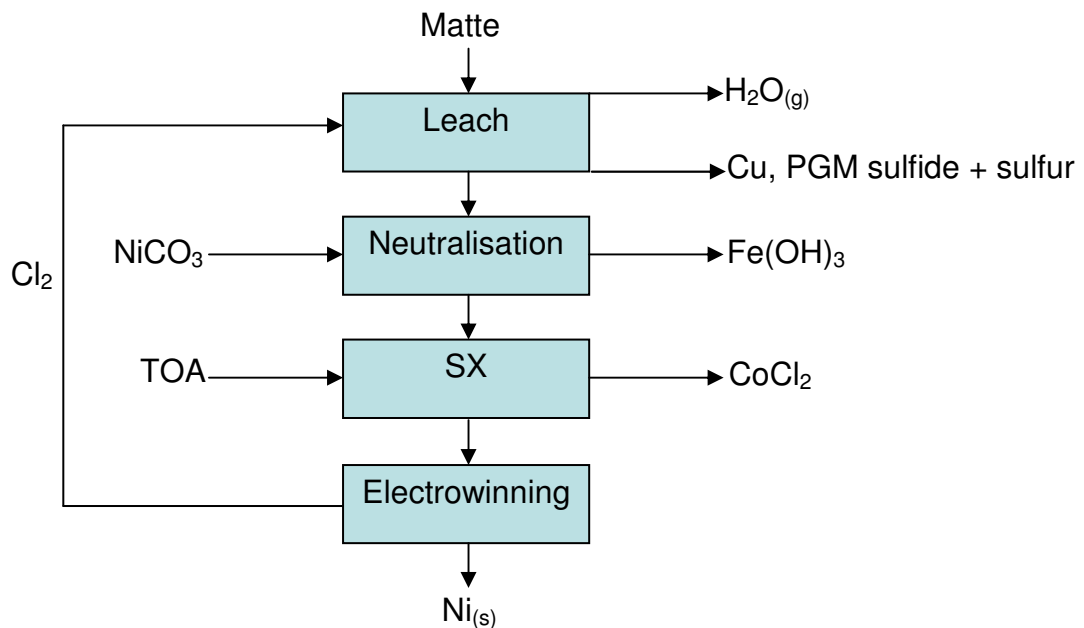 Matte
Leach
H₂O(g)
Cu, PGM sulfide + sulfur
Neutralisation
NiCO₃
Fe(OH)₃
Cl₂
SX
TOA
CoCl₂
Electrowinning
Ni(s)